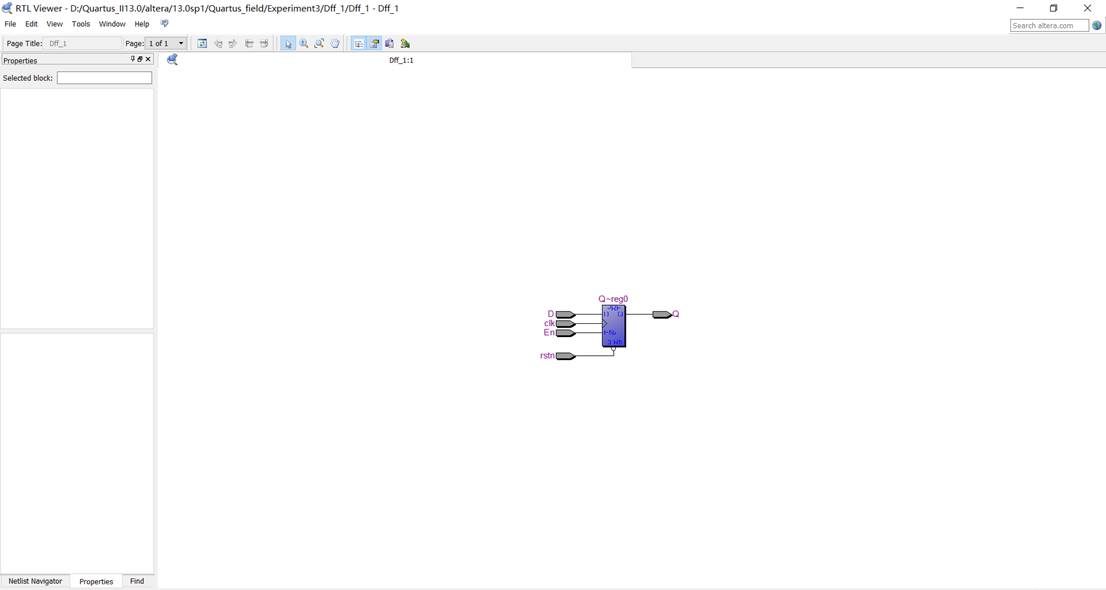 RTL Viewer - D:/Quartus_II13.0/altera/13.0sp1/Quartus_field/Experiment3/Dff_1/Dff_1 - Dff_1
File Edit View Tools Window Help
Search altera.com
Page Title: Dff_1 Page: 1 of 1
Properties
Dff_1:1
Selected block:
Q~reg0
D
clk
En
Q
rstn
Netlist Navigator Properties Find